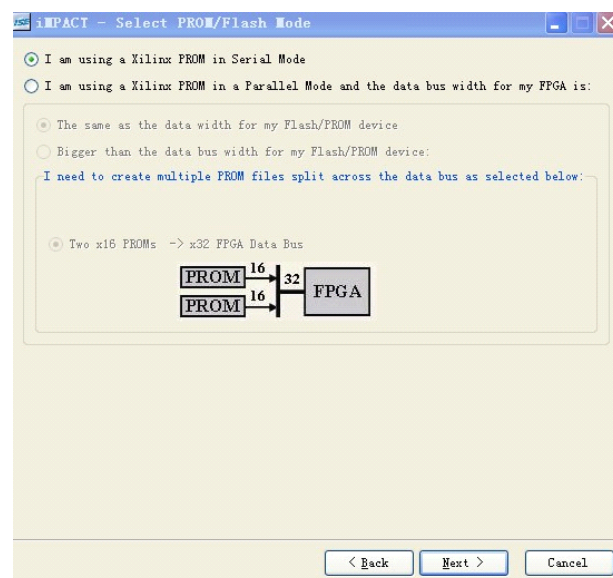 ISE iMPACT - Select PROM/Flash Mode
I am using a Xilinx PROM in Serial Mode
I am using a Xilinx PROM in a Parallel Mode and the data bus width for my FPGA is:
The same as the data width for my Flash/PROM device
Bigger than the data bus width for my Flash/PROM device:
I need to create multiple PROM files split across the data bus as selected below:
Two x16 PROMs -> x32 FPGA Data Bus
PROM 16 32 FPGA
PROM 16
< Back Next > Cancel